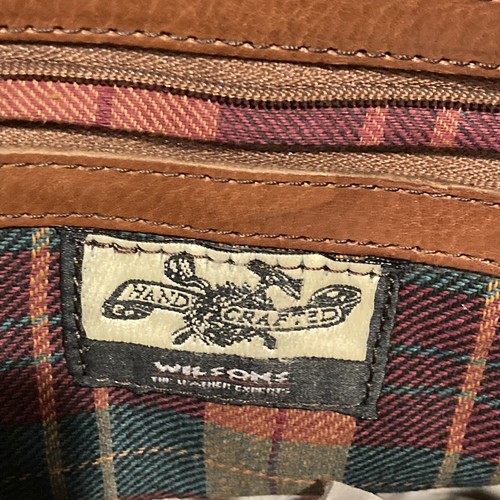 HAND CRAFTED
WILSONS
THE LEATHER EXPERTS